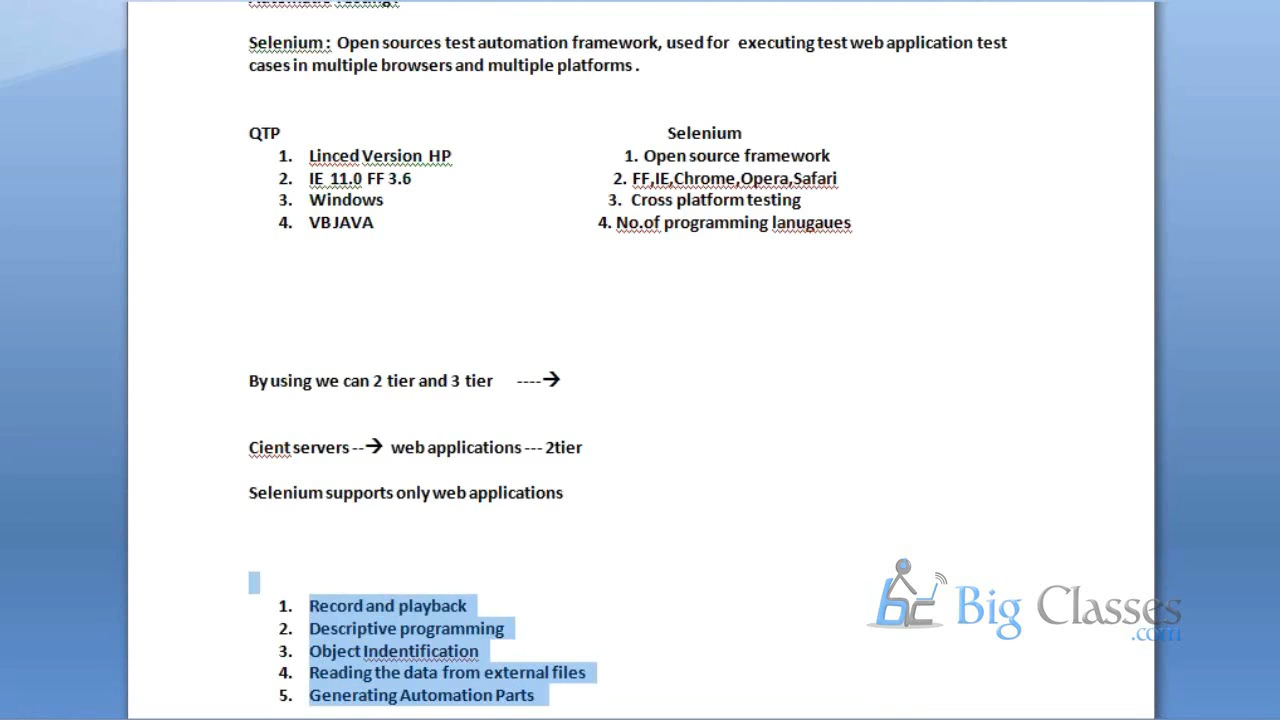 Selenium : Open sources test automation framework, used for executing test web application test
cases in multiple browsers and multiple platforms .
QTP Selenium
1. Linced Version HP 1. Open source framework
2. IE 11.0 FF 3.6 2. FF,IE,Chrome,Opera,Safari
3. Windows 3. Cross platform testing
4. VBJAVA 4. No.of programming lanugaues
By using we can 2 tier and 3 tier ----→
Cient servers --→ web applications --- 2tier
Selenium supports only web applications
1. Record and playback
2. Descriptive programming
3. Object Indentification
4. Reading the data from external files
5. Generating Automation Parts
bc Big Classes
.com